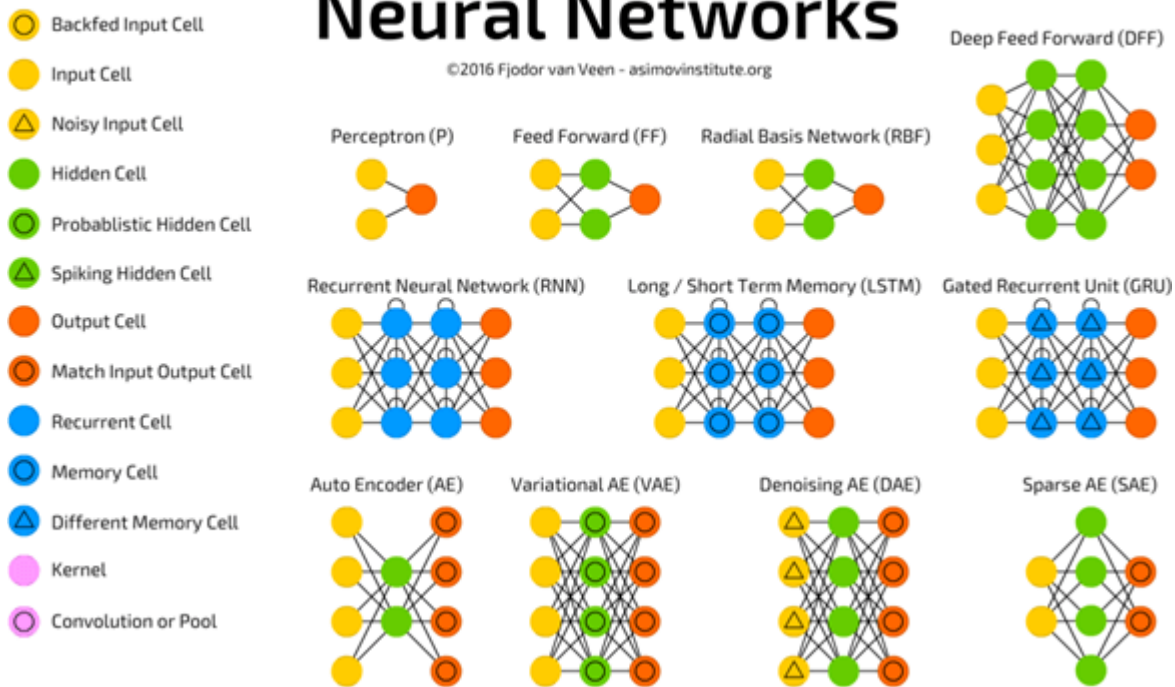 Neural Networks
©2016 Fjodor van Veen - asimovinstitute.org
Backfed Input Cell
Input Cell
Noisy Input Cell
Hidden Cell
Probablistic Hidden Cell
Spiking Hidden Cell
Output Cell
Match Input Output Cell
Recurrent Cell
Memory Cell
Different Memory Cell
Kernel
Convolution or Pool
Deep Feed Forward (DFF)
Perceptron (P)
Feed Forward (FF)
Radial Basis Network (RBF)
Recurrent Neural Network (RNN)
Long / Short Term Memory (LSTM)
Gated Recurrent Unit (GRU)
Auto Encoder (AE)
Variational AE (VAE)
Denoising AE (DAE)
Sparse AE (SAE)